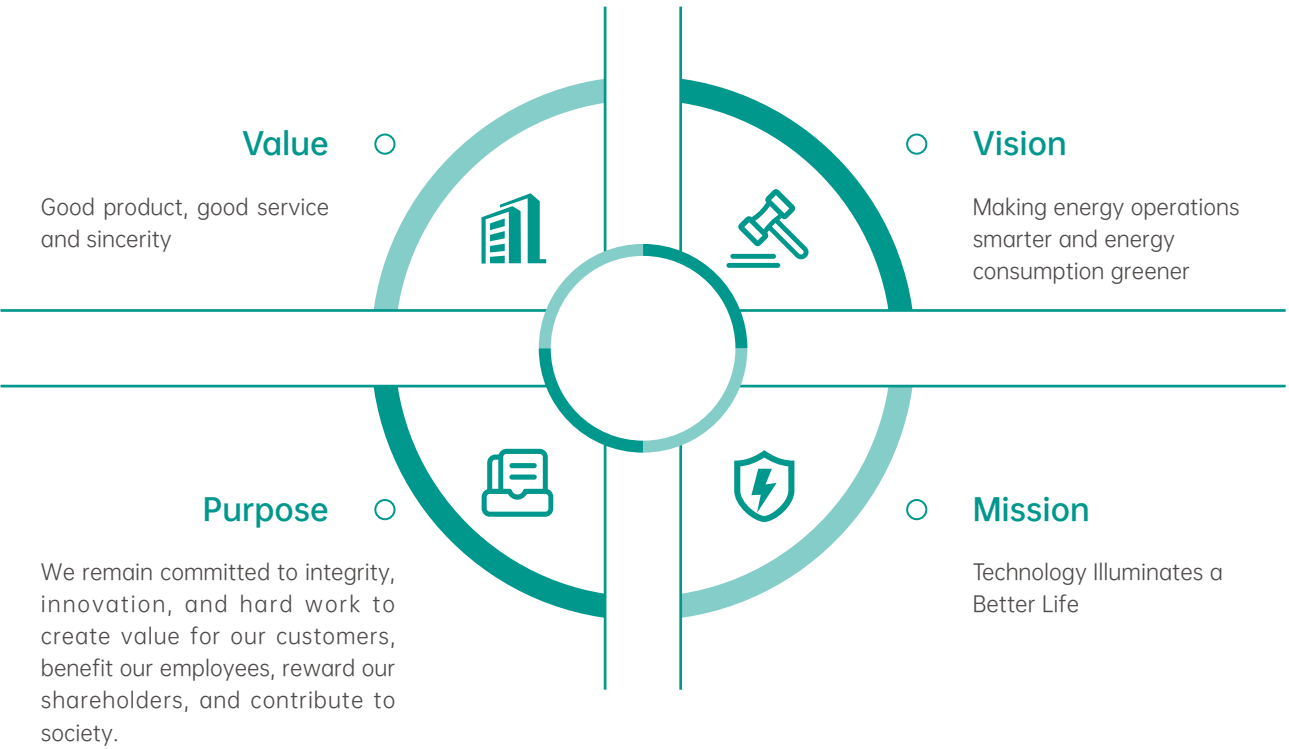 Value
Good product, good service
and sincerity
Vision
Making energy operations
smarter and energy
consumption greener
Purpose
We remain committed to integrity,
innovation, and hard work to
create value for our customers,
benefit our employees, reward our
shareholders, and contribute to
society.
Mission
Technology Illuminates a
Better Life